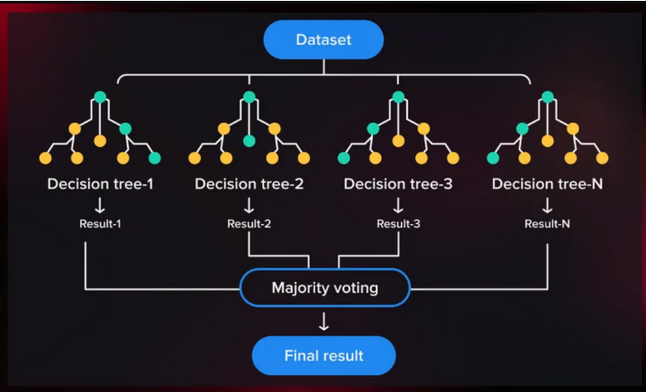 Dataset
Decision tree-1 Decision tree-2 Decision tree-3 Decision tree-N
Result-1 Result-2 Result-3 Result-N
Majority voting
Final result